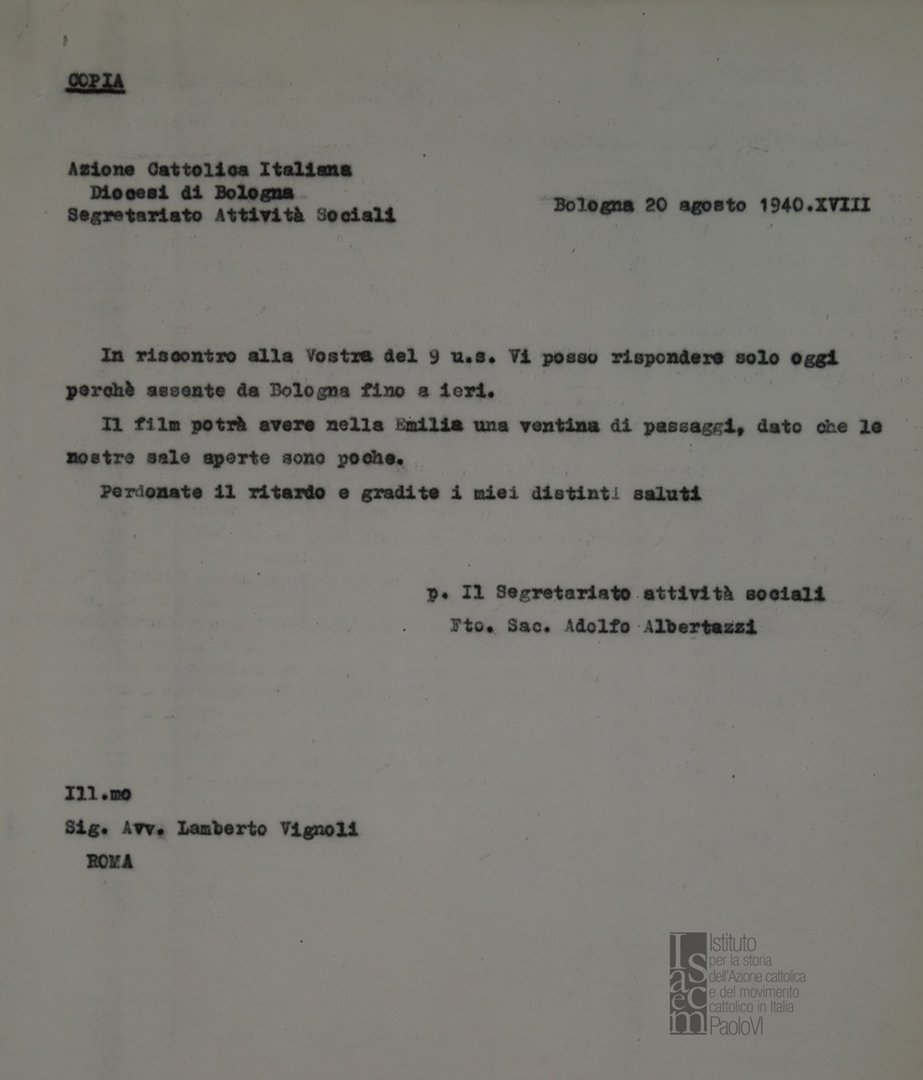 COPIA
Azione Cattolica Italiana
Diocesi di Bologna
Segretariato Attività Sociali
Bologna 20 agosto 1940.XVIII
In riscontro alla Vostra del 9 u.s. Vi posso rispondere solo oggi
perchè assente da Bologna fino a ieri.
Il film potrà avere nella Emilia una ventina di passaggi, dato che le
nostre sale aperte sono poche.
Perdonate il ritardo e gradite i miei distinti saluti
p. Il Segretariato attività sociali
Fto. Sac. Adolfo Albertazzi
Ill.mo
Sig. Avv. Lamberto Vignoli
ROMA
Isacem
Istituto
per la storia
dell'Azione cattolica
e del movimento
cattolico in Italia
PaoloVI